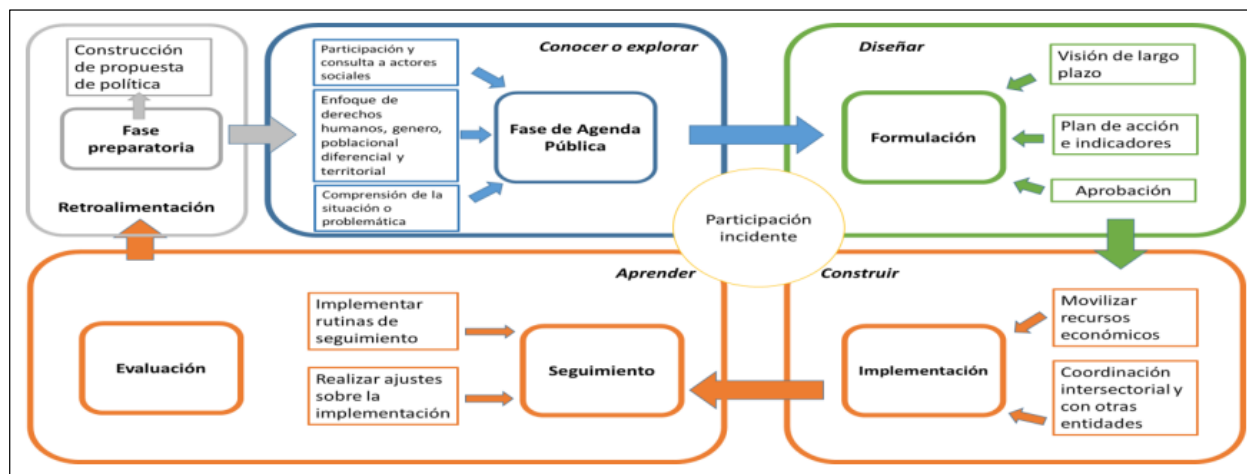 Construcción
de propuesta
de política
Fase
preparatoria
Retroalimentación
Conocer o explorar
Participación y
consulta a actores
sociales
Enfoque de
derechos
humanos, genero,
poblacional
diferencial y
territorial
Comprensión de la
situación o
problemática
Fase de Agenda
Pública
Diseñar
Formulación
Visión de largo
plazo
Plan de acción
e indicadores
Aprobación
Participación
incidente
Aprender
Evaluación
Implementar
rutinas de
seguimiento
Realizar ajustes
sobre la
implementación
Seguimiento
Construir
Implementación
Movilizar
recursos
económicos
Coordinación
intersectorial y
con otras
entidades